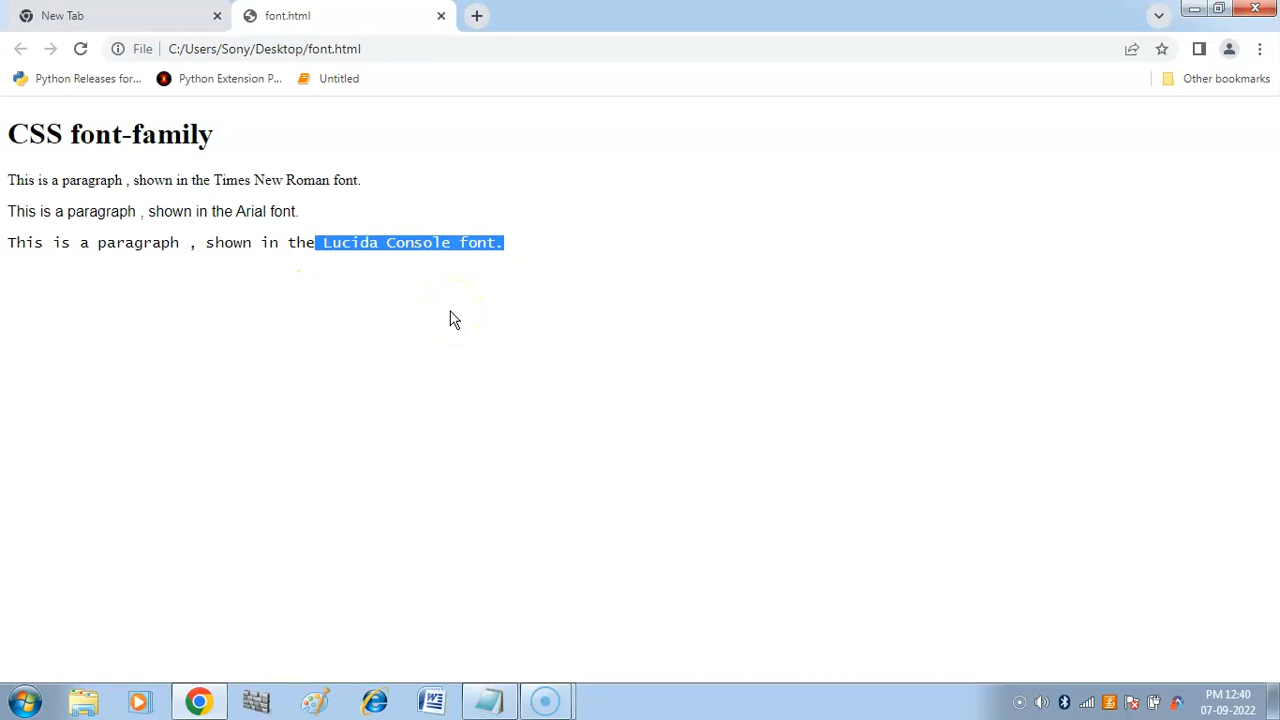 New Tab
font.html
File
C:/Users/Sony/Desktop/font.html
Python Releases for...
Python Extension P...
Untitled
Other bookmarks
CSS font-family
This is a paragraph , shown in the Times New Roman font.
This is a paragraph , shown in the Arial font.
This is a paragraph , shown in the Lucida Console font.
PM 12:40
07-09-2022